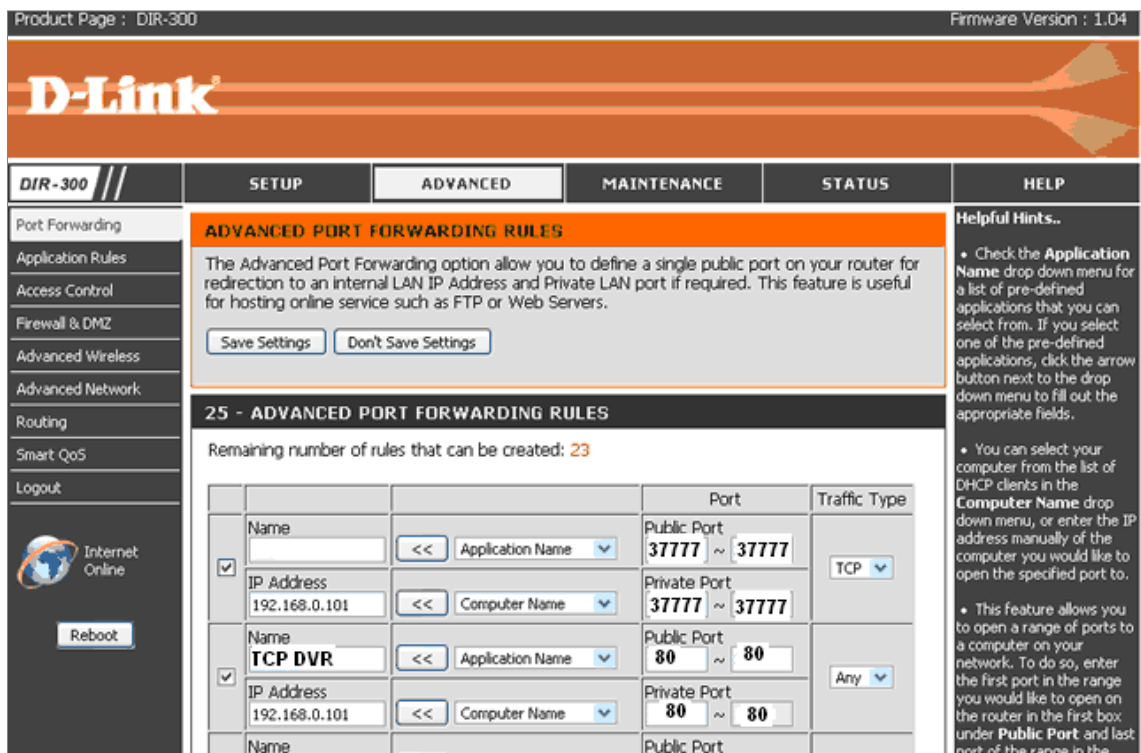 Product Page : DIR-300
Firmware Version : 1.04
D-Link
DIR-300
SETUP
ADVANCED
MAINTENANCE
STATUS
HELP
Port Forwarding
Application Rules
Access Control
Firewall & DMZ
Advanced Wireless
Advanced Network
Routing
Smart QoS
Logout
Internet
Online
Reboot
ADVANCED PORT FORWARDING RULES
The Advanced Port Forwarding option allow you to define a single public port on your router for
redirection to an internal LAN IP Address and Private LAN port if required. This feature is useful
for hosting online service such as FTP or Web Servers.
Save Settings
Don't Save Settings
25 - ADVANCED PORT FORWARDING RULES
Remaining number of rules that can be created: 23
Port
Traffic Type
Name
<< Application Name
Public Port
37777 ~ 37777
TCP
IP Address
192.168.0.101
<< Computer Name
Private Port
37777 ~ 37777
Name
TCP DVR
<< Application Name
Public Port
80 ~ 80
Any
IP Address
192.168.0.101
<< Computer Name
Private Port
80 ~ 80
Name
Public Port
Helpful Hints..
• Check the Application
Name drop down menu for
a list of pre-defined
applications that you can
select from. If you select
one of the pre-defined
applications, click the arrow
button next to the drop
down menu to fill out the
appropriate fields.
• You can select your
computer from the list of
DHCP clients in the
Computer Name drop
down menu, or enter the IP
address manually of the
computer you would like to
open the specified port to.
• This feature allows you
to open a range of ports to
a computer on your
network. To do so, enter
the first port in the range
you would like to open on
the router in the first box
under Public Port and last
port of the range in the